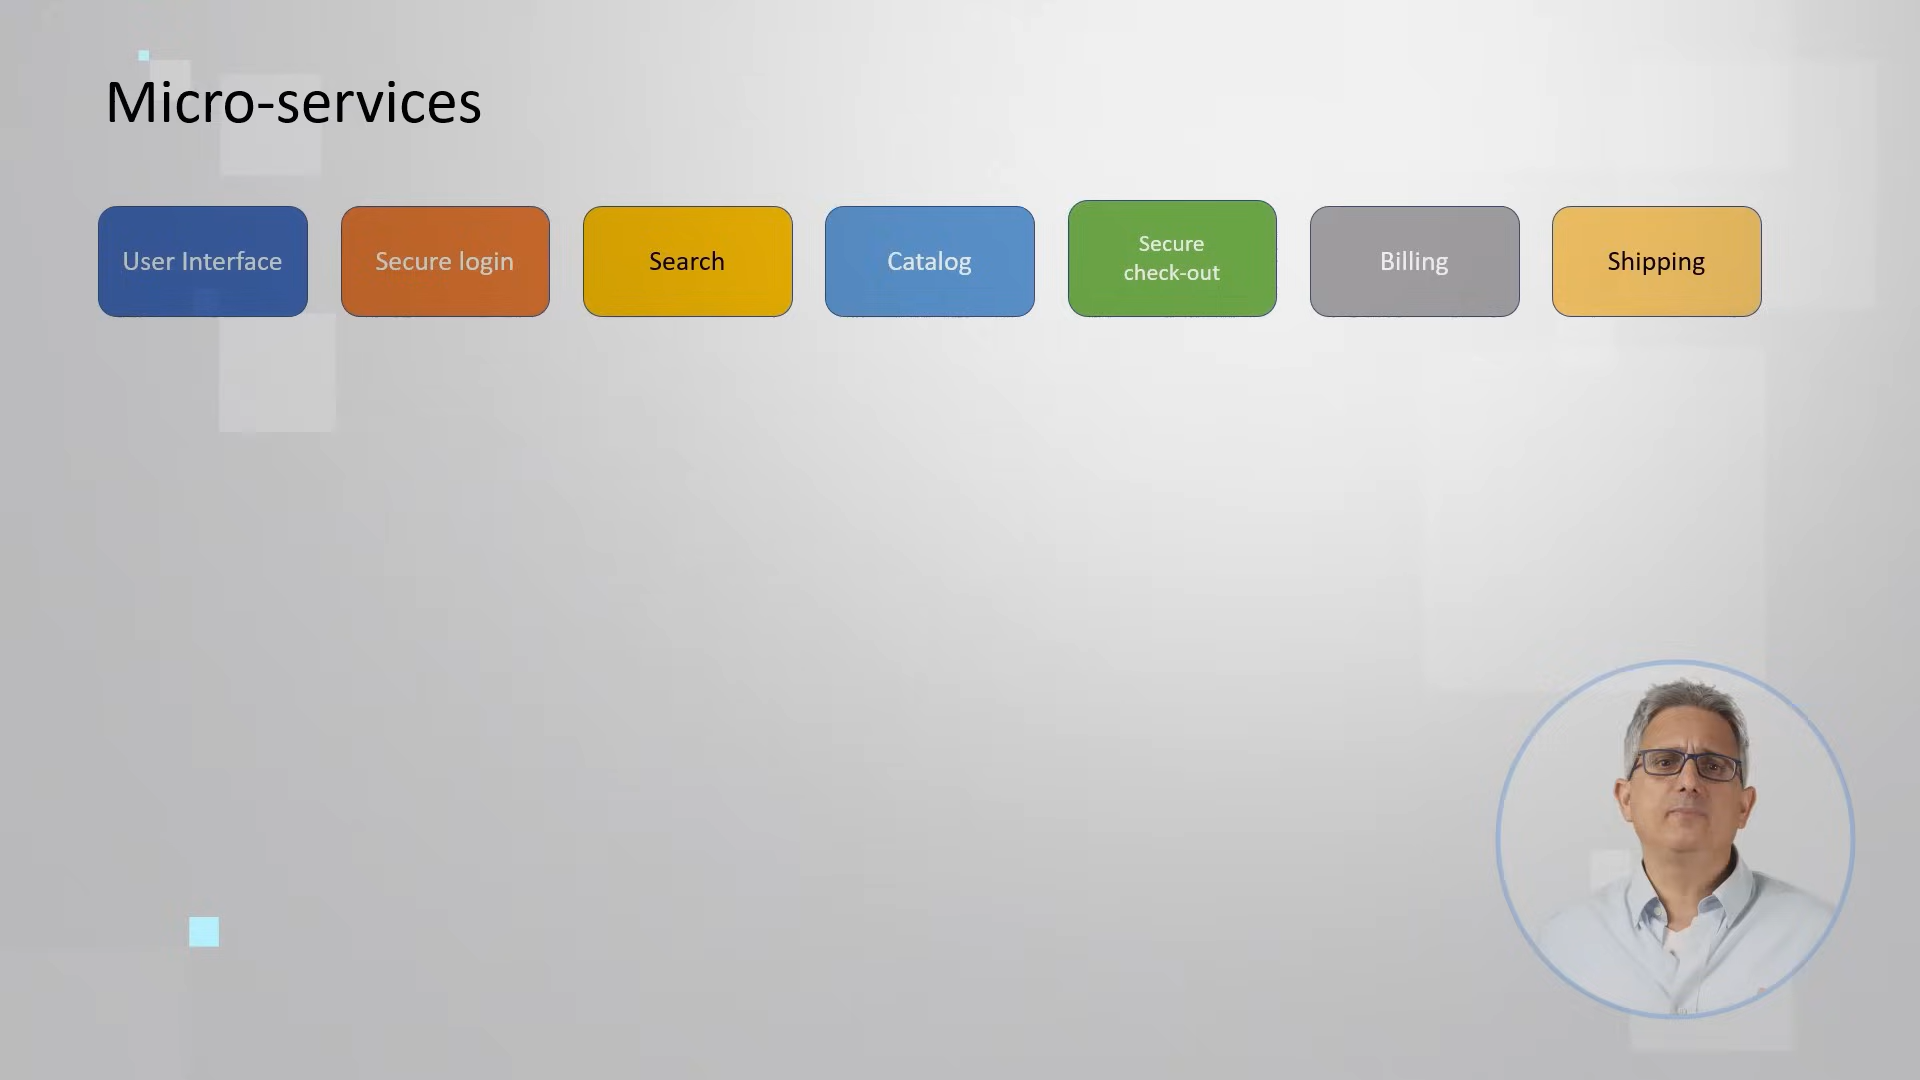 Micro-services
User Interface
Secure login
Search
Catalog
Secure
check-out
Billing
Shipping